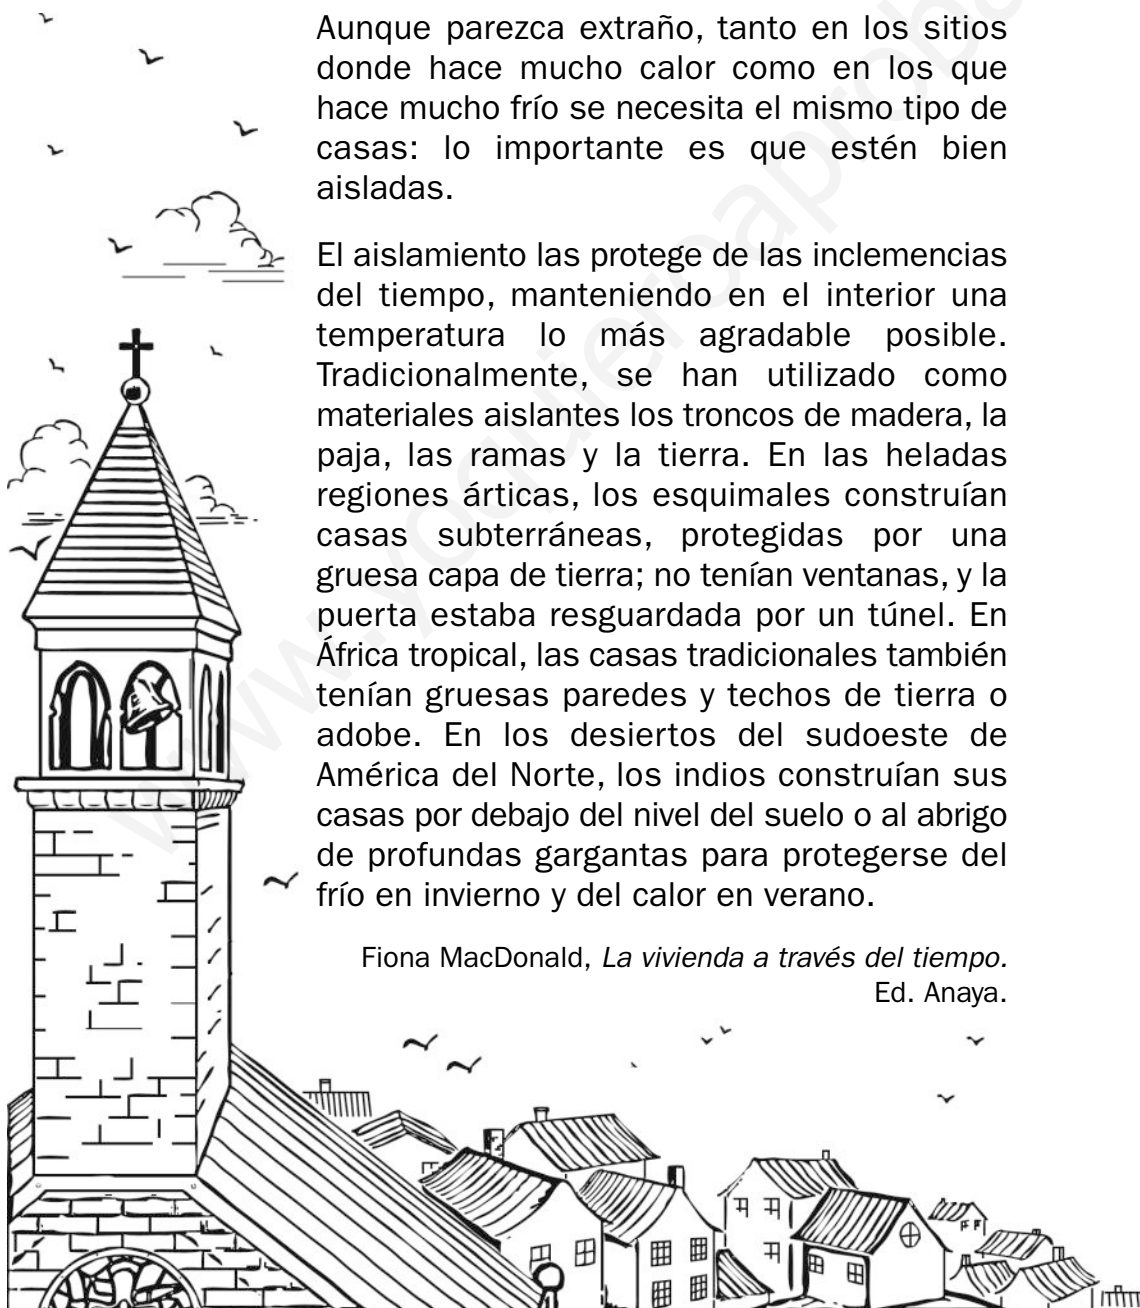 Aunque parezca extraño, tanto en los sitios
donde hace mucho calor como en los que
hace mucho frío se necesita el mismo tipo de
casas: lo importante es que estén bien
aisladas.
El aislamiento las protege de las inclemencias
del tiempo, manteniendo en el interior una
temperatura lo más agradable posible.
Tradicionalmente, se han utilizado como
materiales aislantes los troncos de madera, la
paja, las ramas y la tierra. En las heladas
regiones árticas, los esquimales construían
casas subterráneas, protegidas por una
gruesa capa de tierra; no tenían ventanas, y la
puerta estaba resguardada por un túnel. En
África tropical, las casas tradicionales también
tenían gruesas paredes y techos de tierra o
adobe. En los desiertos del sudoeste de
América del Norte, los indios construían sus
casas por debajo del nivel del suelo o al abrigo
de profundas gargantas para protegerse del
frío en invierno y del calor en verano.
Fiona MacDonald, La vivienda a través del tiempo.
Ed. Anaya.